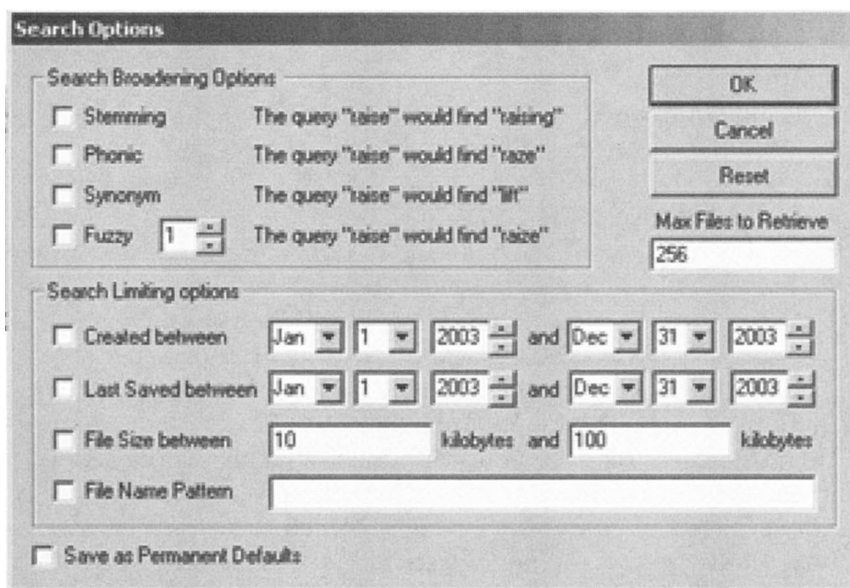 Search Options
Search Broadening Options
Stemming The query "raise" would find "raising"
Phonic The query "raise" would find "raze"
Synonym The query "raise" would find "lift"
Fuzzy 1 The query "raise" would find "raize"
OK
Cancel
Reset
Max Files to Retrieve
256
Search Limiting options
Created between Jan 1 2003 and Dec 31 2003
Last Saved between Jan 1 2003 and Dec 31 2003
File Size between 10 kilobytes and 100 kilobytes
File Name Pattern
Save as Permanent Defaults